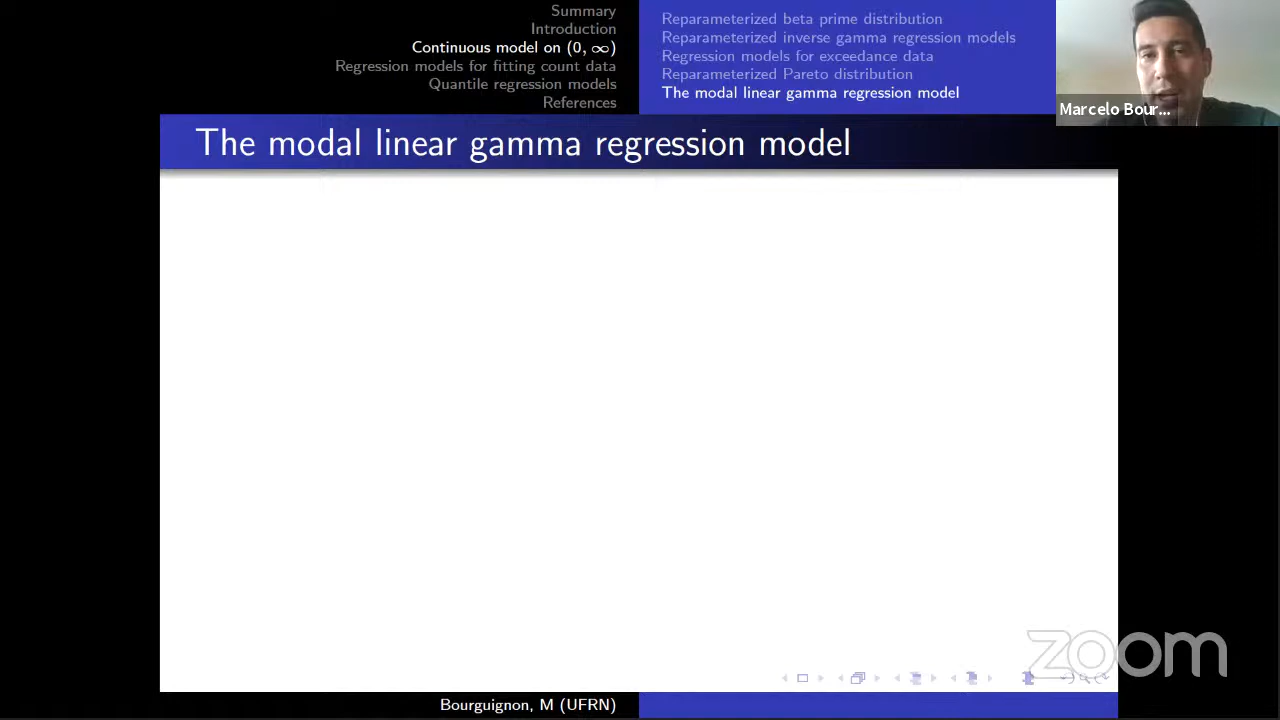 Summary
Introduction
Continuous model on (0, ∞)
Regression models for fitting count data
Quantile regression models
References
Reparameterized beta prime distribution
Reparameterized inverse gamma regression models
Regression models for exceedance data
Reparameterized Pareto distribution
The modal linear gamma regression model
Marcelo Bour...
The modal linear gamma regression model
zoom
Bourguignon, M (UFRN)